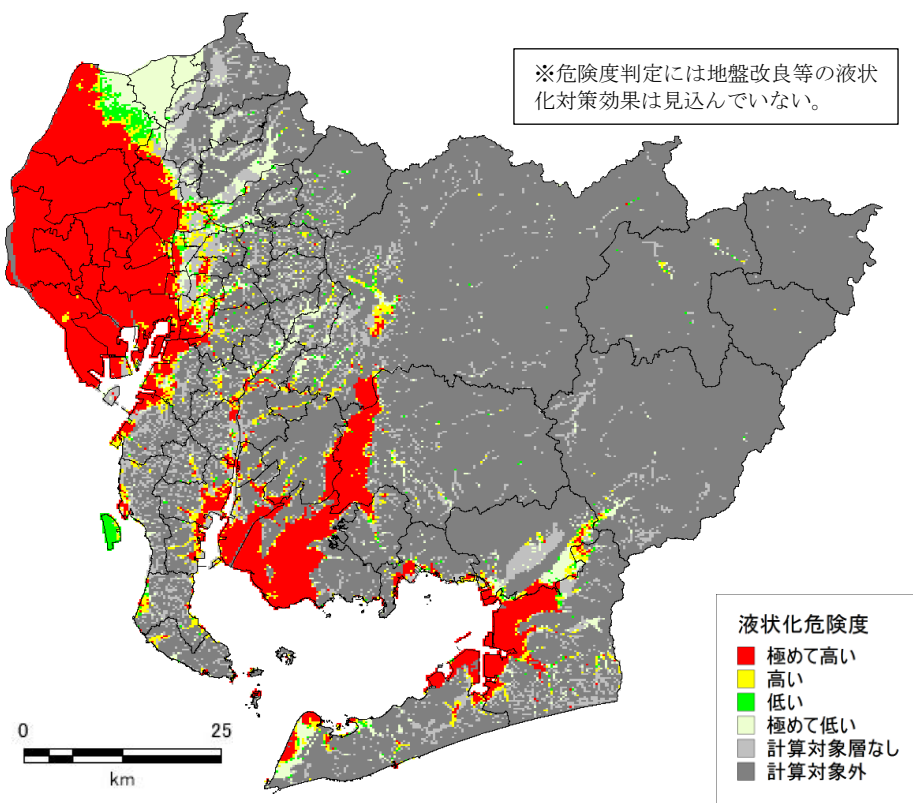 ※危険度判定には地盤改良等の液状
化対策効果は見込んでいない。
液状化危険度
極めて高い
高い
低い
極めて低い
計算対象層なし
計算対象外
0 25
km